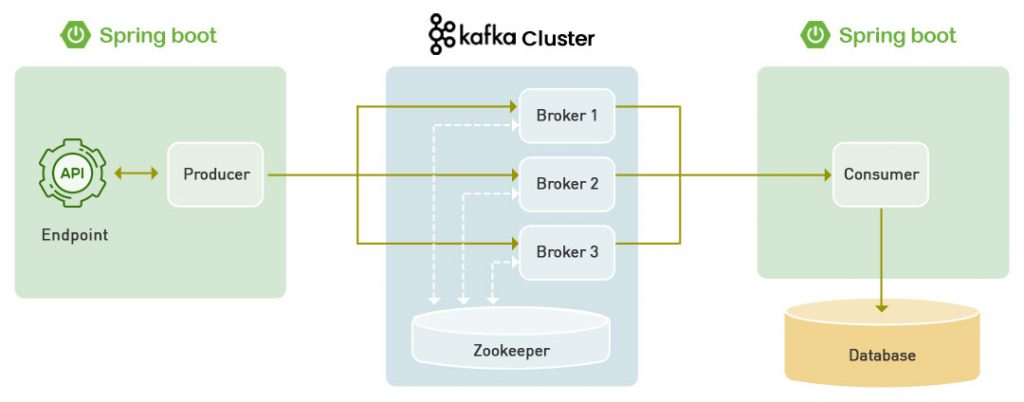 Spring boot
kafka Cluster
Spring boot
Broker 1
API
Producer
Broker 2
Consumer
Endpoint
Broker 3
Zookeeper
Database